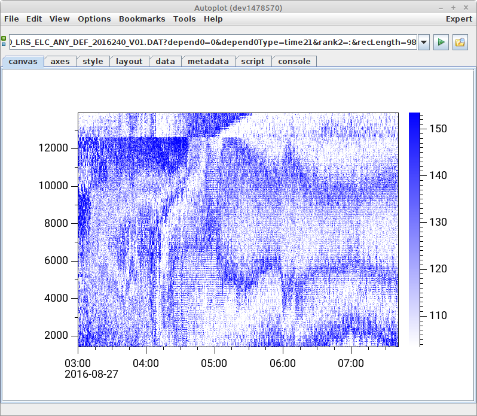 Autoplot (dev1478570)
File Edit View Options Bookmarks Tools Help Expert
)_LRS_ELC_ANY_DEF_2016240_V01.DAT?depend0=0&depend0Type=time21&rank2=:&recLength=98
canvas axes style layout data metadata script console
12000
10000
8000
6000
4000
2000
150
140
130
120
110
03:00 04:00 05:00 06:00 07:00
2016-08-27